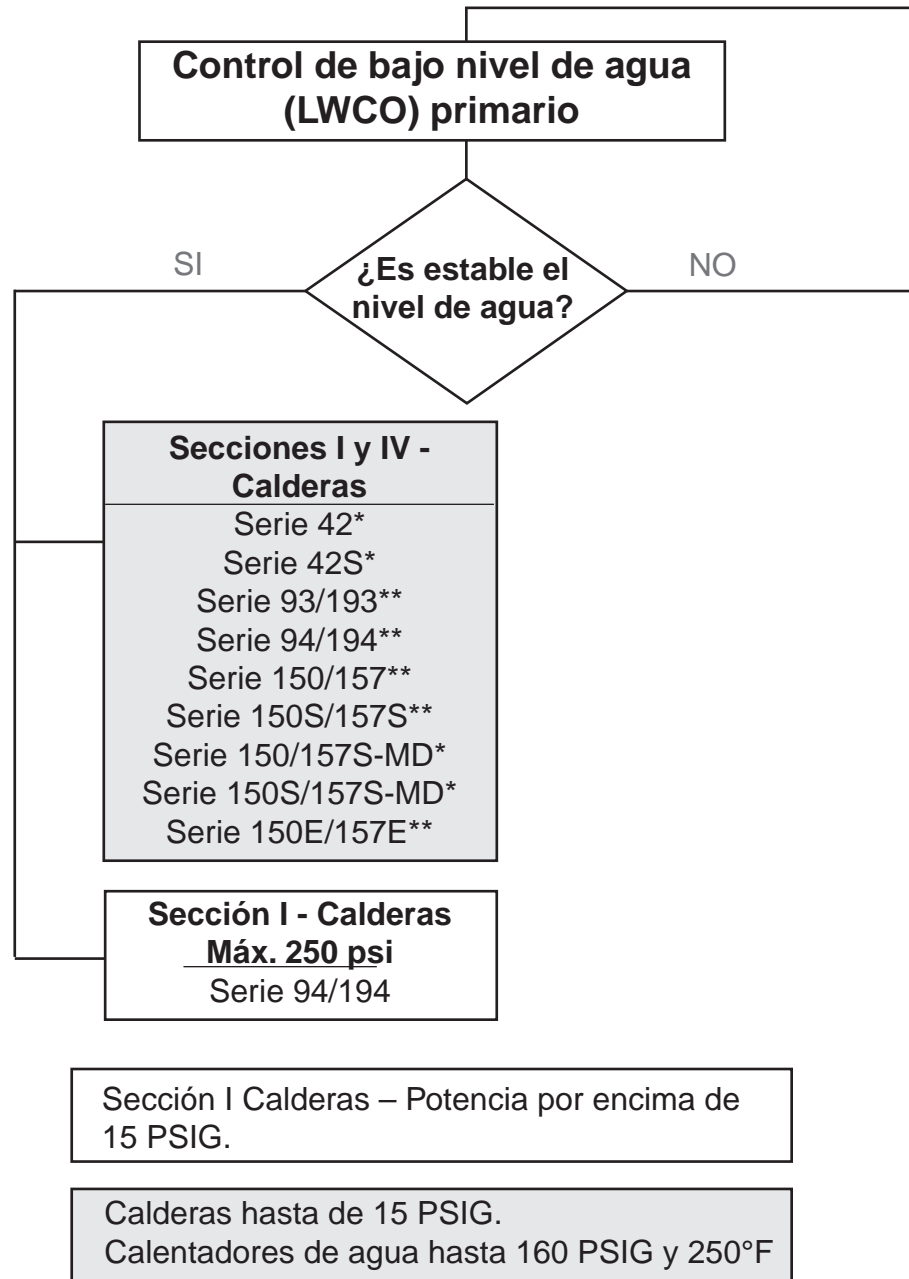 Control de bajo nivel de agua
(LWCO) primario
SI
¿Es estable el
nivel de agua?
NO
Secciones I y IV -
Calderas
Serie 42*
Serie 42S*
Serie 93/193**
Serie 94/194**
Serie 150/157**
Serie 150S/157S**
Serie 150/157S-MD*
Serie 150S/157S-MD*
Serie 150E/157E**
Sección I - Calderas
Máx. 250 psi
Serie 94/194
Sección I Calderas – Potencia por encima de
15 PSIG.
Calderas hasta de 15 PSIG.
Calentadores de agua hasta 160 PSIG y 250°F